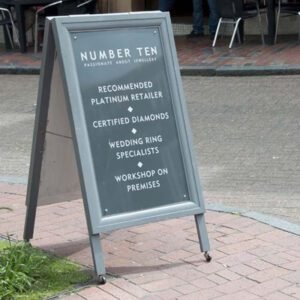 NUMBER TEN
PASSIONATE ABOUT JEWELLERY
RECOMMENDED
PLATINUM RETAILER
CERTIFIED DIAMONDS
WEDDING RING
SPECIALISTS
WORKSHOP ON
PREMISES